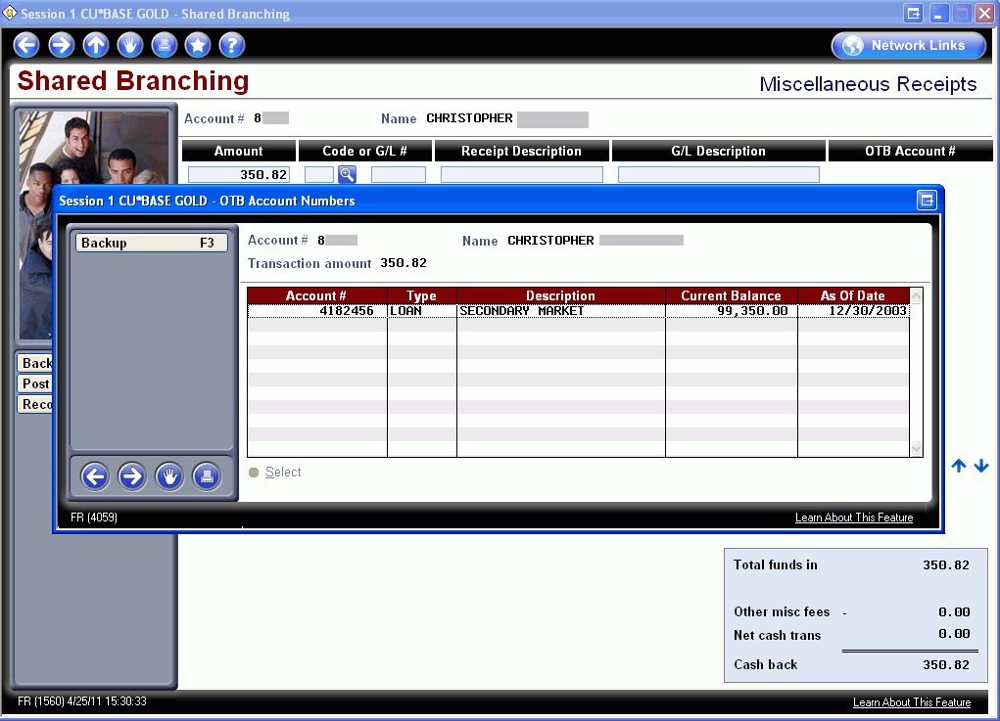 Session 1 CU*BASE GOLD - Shared Branching
Network Links
Shared Branching
Miscellaneous Receipts
Account # 8 Name CHRISTOPHER
Amount Code or G/L # Receipt Description G/L Description OTB Account #
350.82
Session 1 CU*BASE GOLD - OTB Account Numbers
Backup F3
Account # 8 Name CHRISTOPHER
Transaction amount 350.82
Account # Type Description Current Balance As Of Date
4182456 LOAN SECONDARY MARKET 99,350.00 12/30/2003
Back
Post
Reco
Select
FR (4059)
Learn About This Feature
Total funds in 350.82
Other misc fees - 0.00
Net cash trans 0.00
Cash back 350.82
FR (1560) 4/25/11 15:30:33
Learn About This Feature